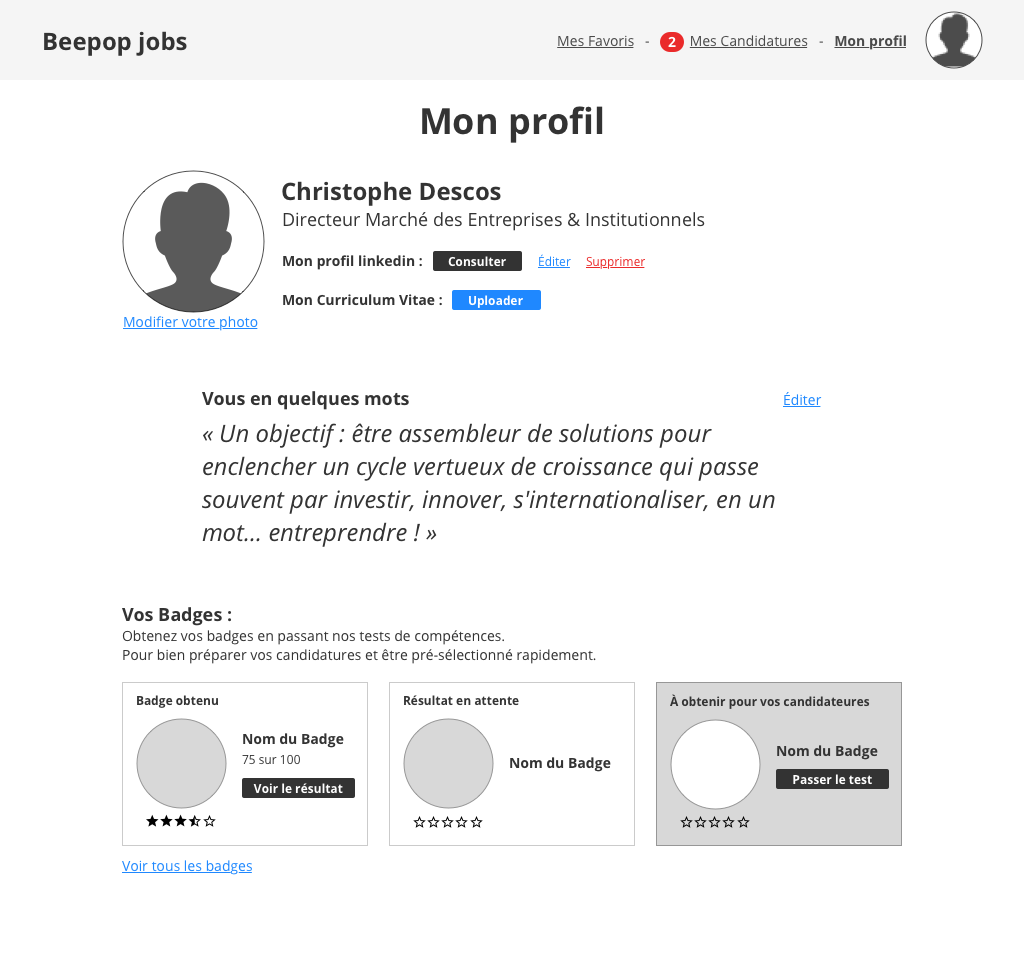 Beepop jobs
Mes Favoris - 2 Mes Candidatures - Mon profil
Mon profil
Christophe Descos
Directeur Marché des Entreprises & Institutionnels
Mon profil linkedin : Consulter Éditer Supprimer
Mon Curriculum Vitae : Uploader
Modifier votre photo
Vous en quelques mots
Éditer
« Un objectif : être assembleur de solutions pour
enclencher un cycle vertueux de croissance qui passe
souvent par investir, innover, s'internationaliser, en un
mot... entreprendre ! »
Vos Badges :
Obtenez vos badges en passant nos tests de compétences.
Pour bien préparer vos candidatures et être pré-sélectionné rapidement.
Badge obtenu
Nom du Badge
75 sur 100
Voir le résultat
Résultat en attente
Nom du Badge
À obtenir pour vos candidateures
Nom du Badge
Passer le test
Voir tous les badges